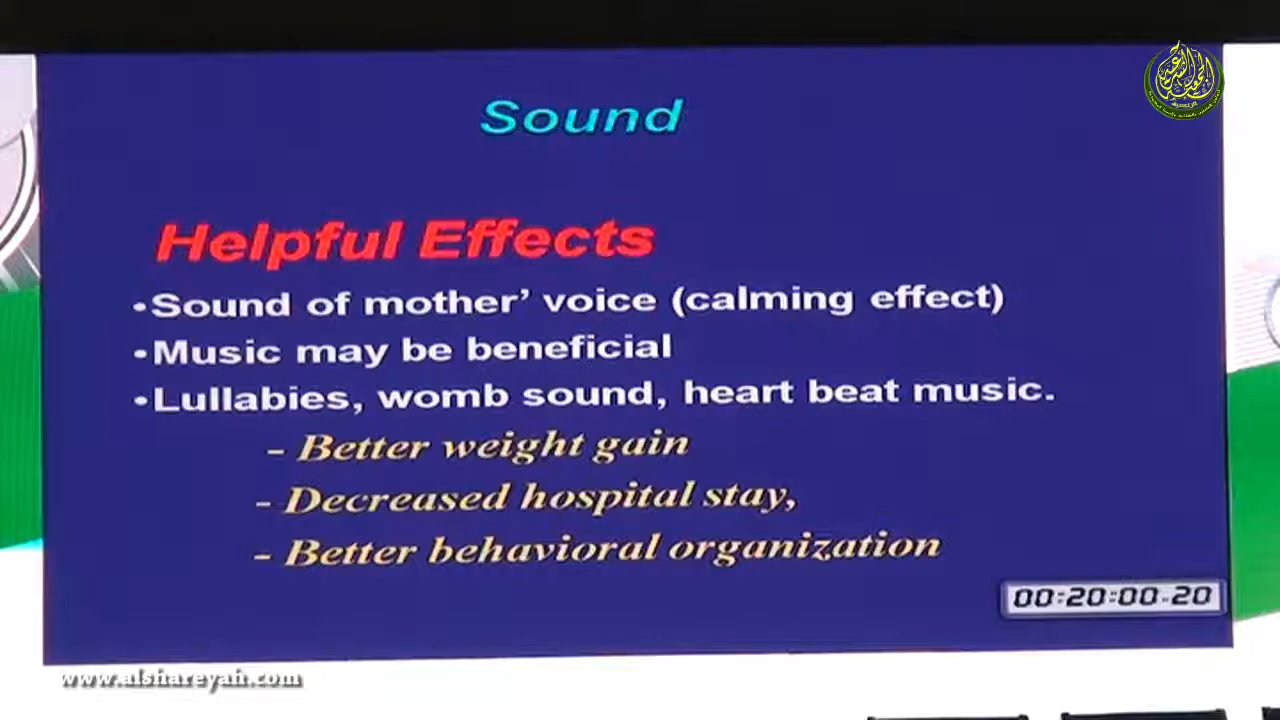 Sound
Helpful Effects
•Sound of mother’ voice (calming effect)
•Music may be beneficial
•Lullabies, womb sound, heart beat music.
- Better weight gain
- Decreased hospital stay,
- Better behavioral organization
00:20:00.20
www.alshareyah.com